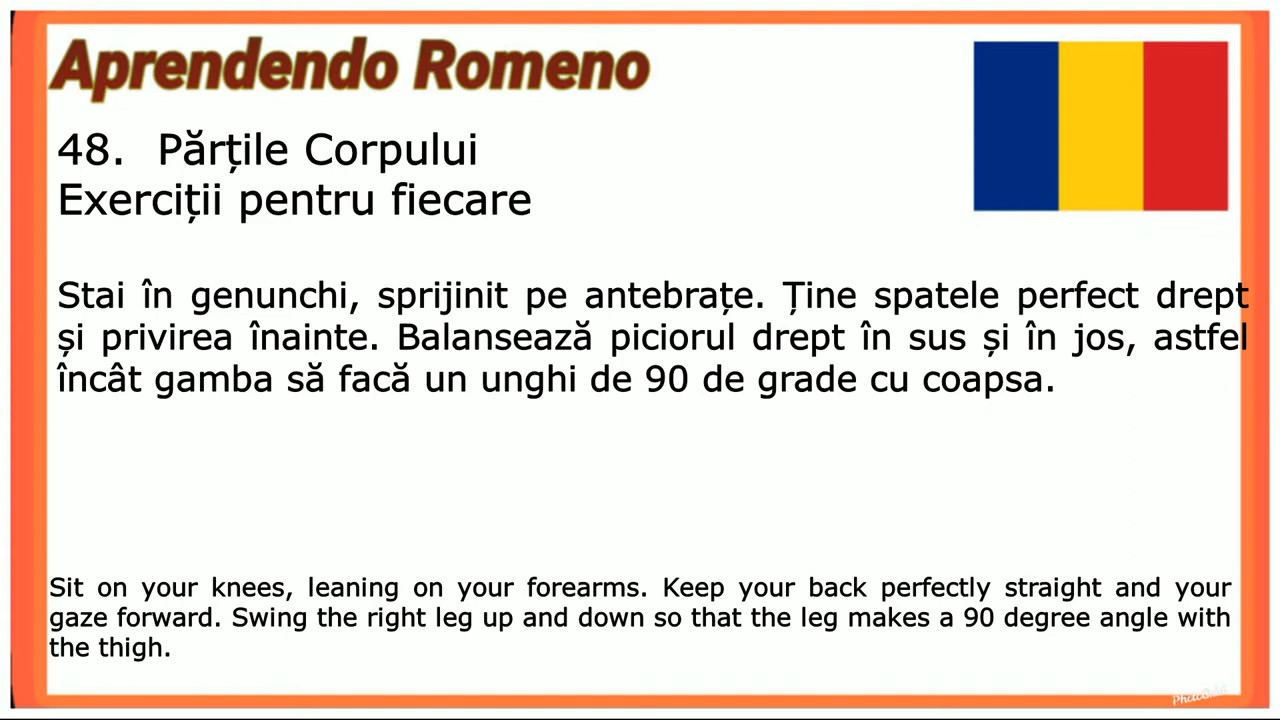 Aprendendo Romeno
48. Părțile Corpului
Exerciții pentru fiecare
Stai în genunchi, sprijinit pe antebrațe. Ține spatele perfect drept
și privirea înainte. Balansează piciorul drept în sus și în jos, astfel
încât gamba să facă un unghi de 90 de grade cu coapsa.
Sit on your knees, leaning on your forearms. Keep your back perfectly straight and your
gaze forward. Swing the right leg up and down so that the leg makes a 90 degree angle with
the thigh.